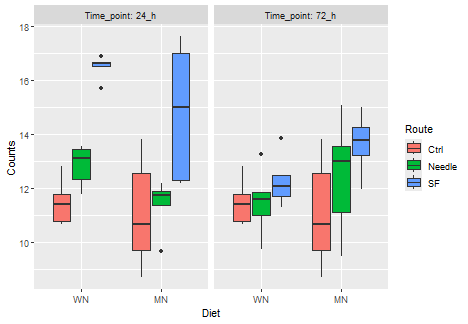 Time_point: 24_h
Time_point: 72_h
18
16
14
12
10
Counts
WN
MN
WN
MN
Diet
Route
Ctrl
Needle
SF